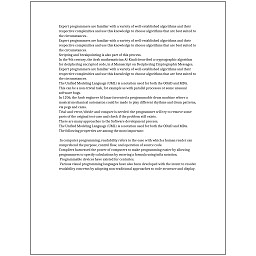 Expert programmers are familiar with a variety of well-established algorithms and their
respective complexities and use this knowledge to choose algorithms that are best suited to
the circumstances.
Expert programmers are familiar with a variety of well-established algorithms and their
respective complexities and use this knowledge to choose algorithms that are best suited to
the circumstances.
Scripting and breakpointing is also part of this process.
In the 9th century, the Arab mathematician Al-Kindi described a cryptographic algorithm
for deciphering encrypted code, in A Manuscript on Deciphering Cryptographic Messages.
Expert programmers are familiar with a variety of well-established algorithms and their
respective complexities and use this knowledge to choose algorithms that are best suited to
the circumstances.
The Unified Modeling Language (UML) is a notation used for both the OOAD and MDA.
This can be a non-trivial task, for example as with parallel processes or some unusual
software bugs.
In 1206, the Arab engineer Al-Jazari invented a programmable drum machine where a
musical mechanical automaton could be made to play different rhythms and drum patterns,
via pegs and cams.
Trial-and-error/divide-and-conquer is needed: the programmer will try to remove some
parts of the original test case and check if the problem still exists.
There are many approaches to the Software development process.
The Unified Modeling Language (UML) is a notation used for both the OOAD and MDA.
The following properties are among the most important:

In computer programming, readability refers to the ease with which a human reader can
comprehend the purpose, control flow, and operation of source code.
Compilers harnessed the power of computers to make programming easier by allowing
programmers to specify calculations by entering a formula using infix notation.
Programmable devices have existed for centuries.
Various visual programming languages have also been developed with the intent to resolve
readability concerns by adopting non-traditional approaches to code structure and display.